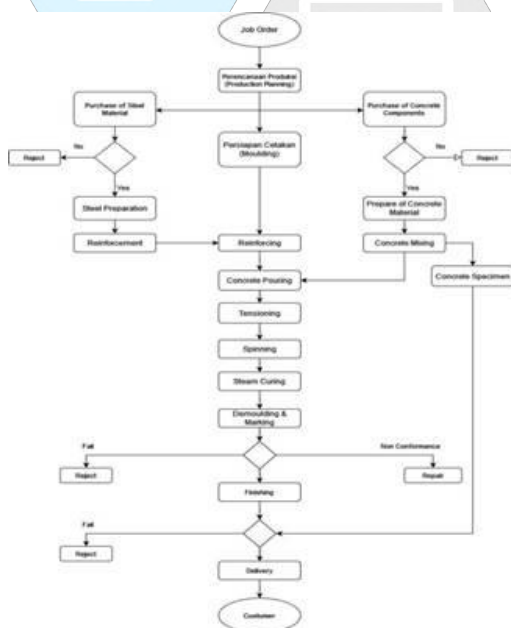 Job Order
Perencanaan Produksi
(Production Planning)
Purchase of Steel
Material
Purchase of Concrete
Components
Persiapan Cetakan
(Moulding)
No
Reject
No
Reject
Yes
Yes
Steel Preparation
Prepare of Concrete
Material
Reinforcement
Reinforcing
Concrete Mixing
Concrete Pouring
Concrete Specimen
Tensioning
Spinning
Steam Curing
Demoulding &
Marking
Fail
Non Conformance
Reject
Repair
Finishing
Fail
Reject
Delivery
Customer